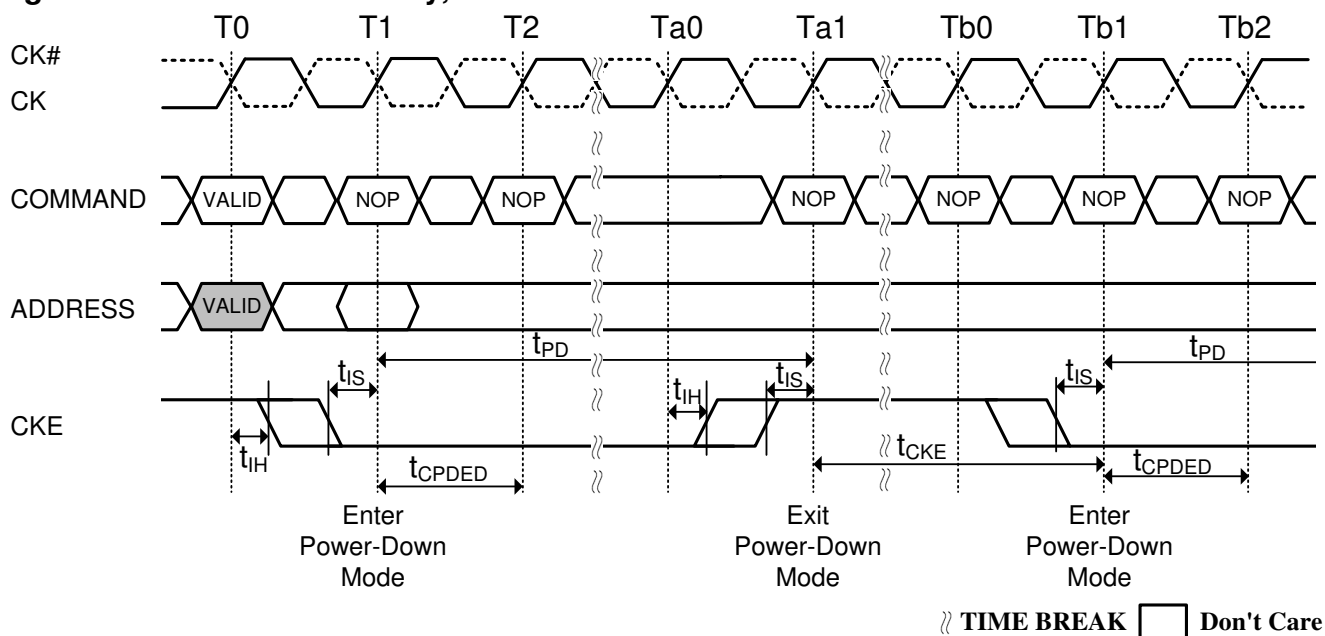 T0 T1 T2 Ta0 Ta1 Tb0 Tb1 Tb2
CK#
CK
COMMAND VALID NOP NOP NOP NOP NOP NOP
ADDRESS VALID
tPD tPD
tIS tIH tIS tIS
CKE
tIH tCPDED tCKE tCPDED
Enter Power-Down Mode
Exit Power-Down Mode
Enter Power-Down Mode
TIME BREAK Don't Care